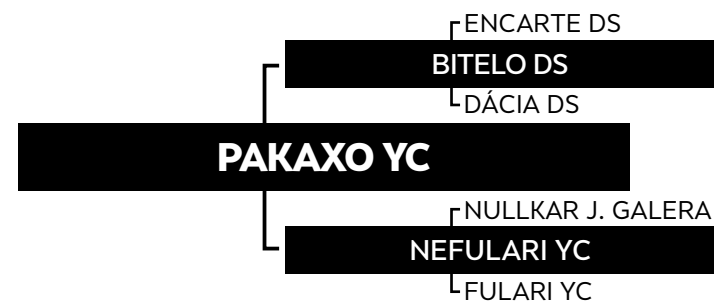 ENCARTE DS
BITELO DS
DÁCIA DS
PAKAXO YC
NULLKAR J. GALERA
NEFULARI YC
FULARI YC